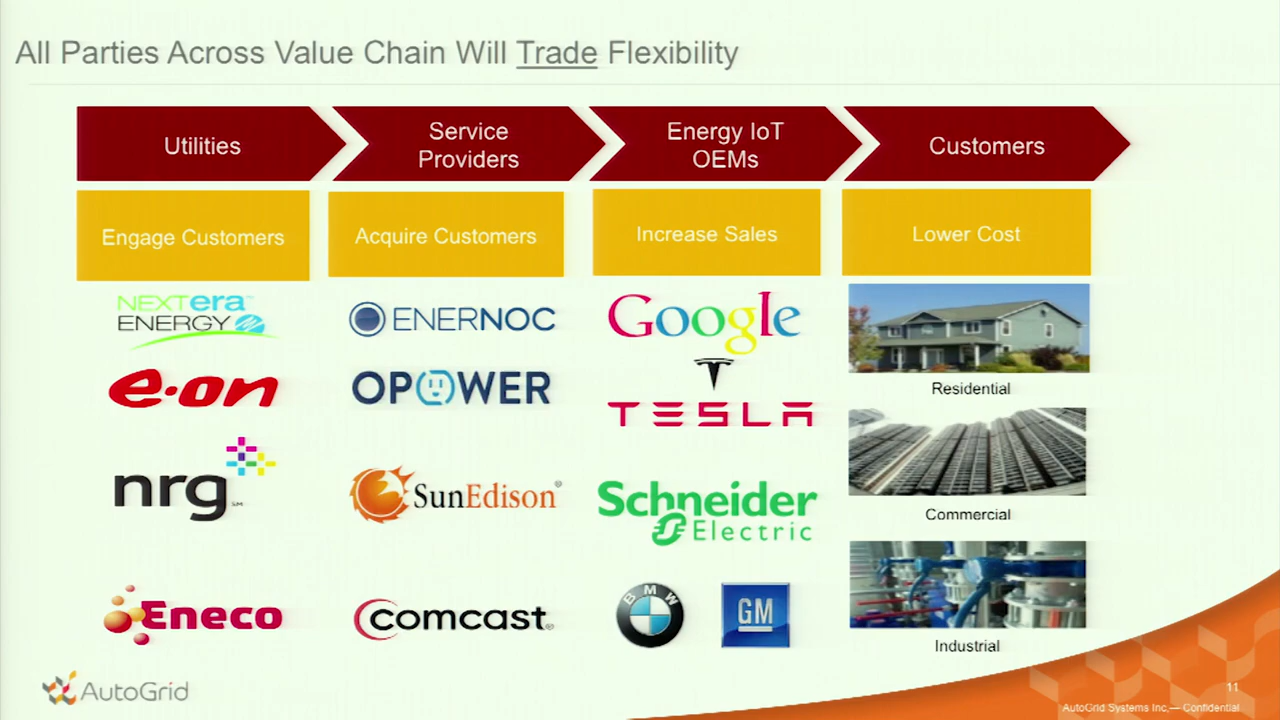 All Parties Across Value Chain Will Trade Flexibility
Utilities
Service
Providers
Energy IoT
OEMs
Customers
Engage Customers
Acquire Customers
Increase Sales
Lower Cost
NEXTera
ENERGY
e·on
nrg
SM
Eneco
ENERNOC
OPOWER
SunEdison®
comcast®
Google
TESLA
Schneider
Electric
BMW
GM
Residential
Commercial
Industrial
AutoGrid
11
AutoGrid Systems Inc.— Confidential